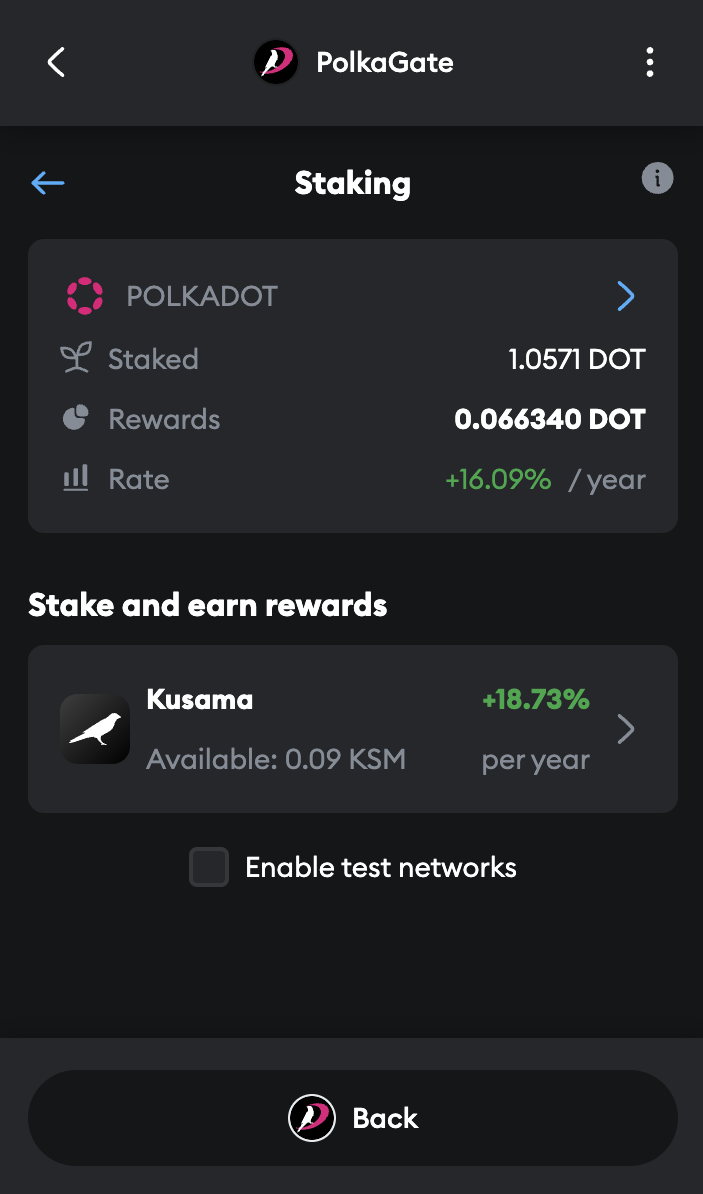 PolkaGate
Staking
POLKADOT
Staked 1.0571 DOT
Rewards 0.066340 DOT
Rate +16.09% / year
Stake and earn rewards
Kusama +18.73%
Available: 0.09 KSM per year
Enable test networks
Back